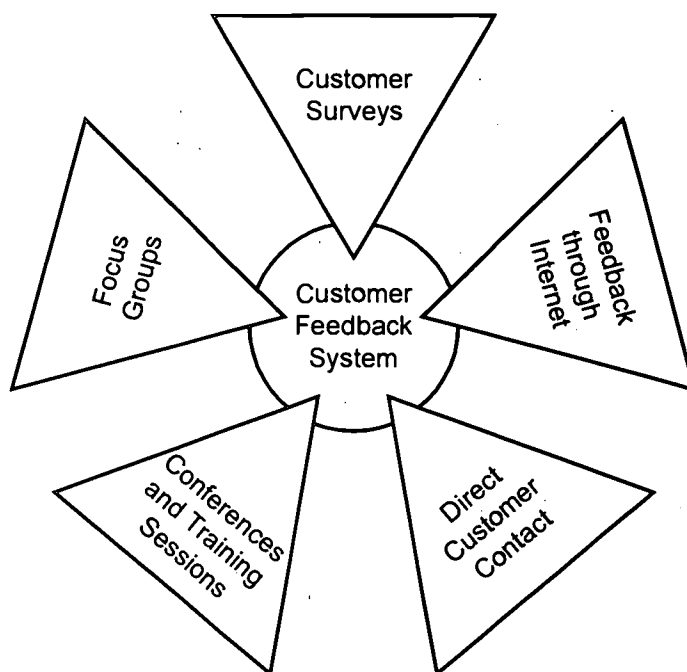 Customer
Surveys
Focus
Groups
Feedback
through
Internet
Customer
Feedback
System
Conferences
and Training
Sessions
Direct
Customer
Contact